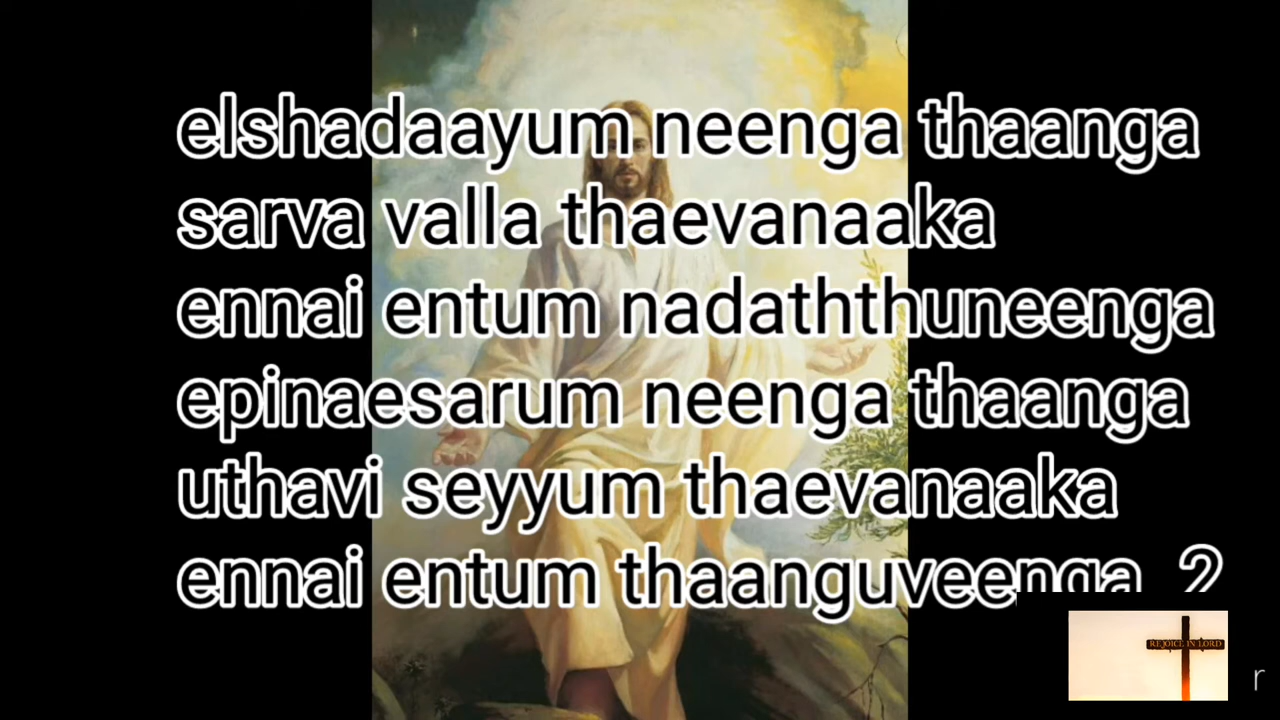 elshadaayum neenga thaanga
sarva valla thaevanaaka
ennai entum nadaththuneenga
epinaesarum neenga thaanga
uthavi seyyum thaevanaaka
ennai entum thaanguveenga 2
REJOICE IN LORD
r